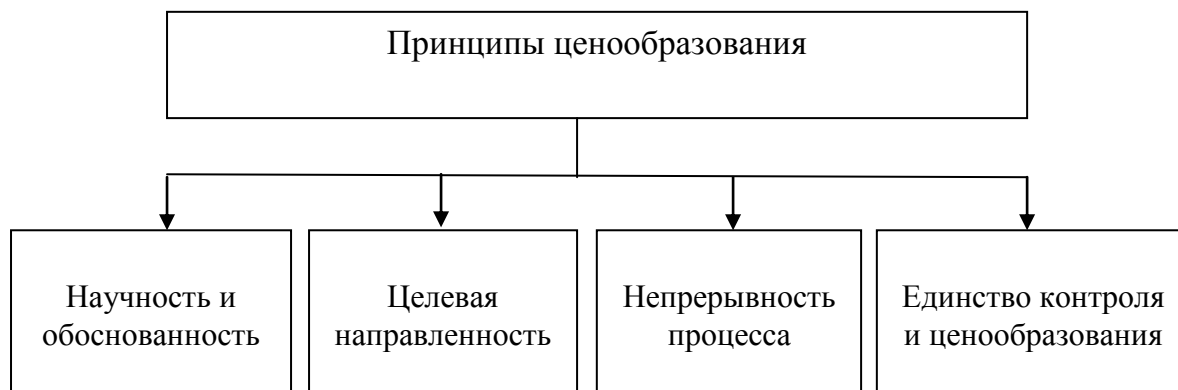 Принципы ценообразования
Научность и
обоснованность
Целевая
направленность
Непрерывность
процесса
Единство контроля
и ценообразования